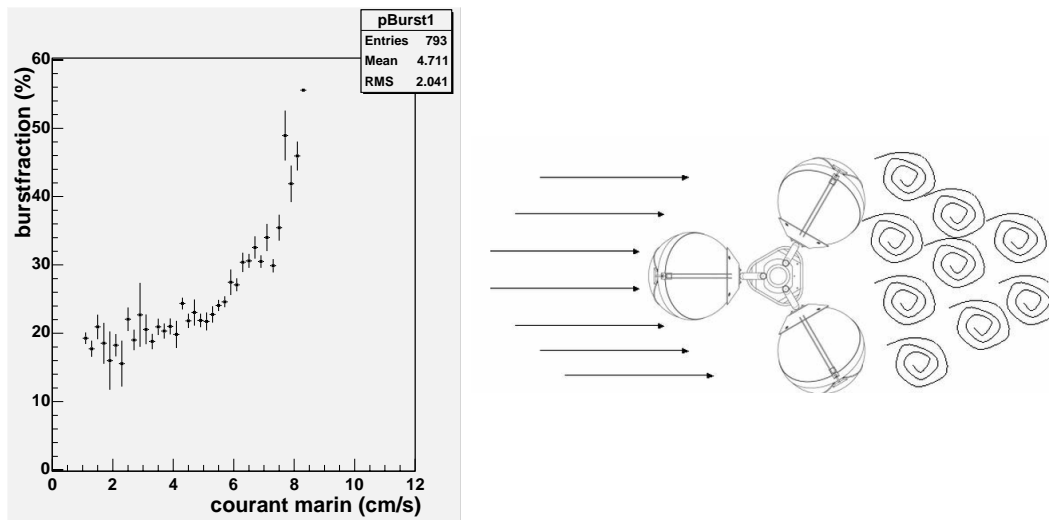 pBurst1
Entries 793
Mean 4.711
RMS 2.041
burstfraction (%)
60
50
40
30
20
10
0
0 2 4 6 8 10 12
courant marin (cm/s)